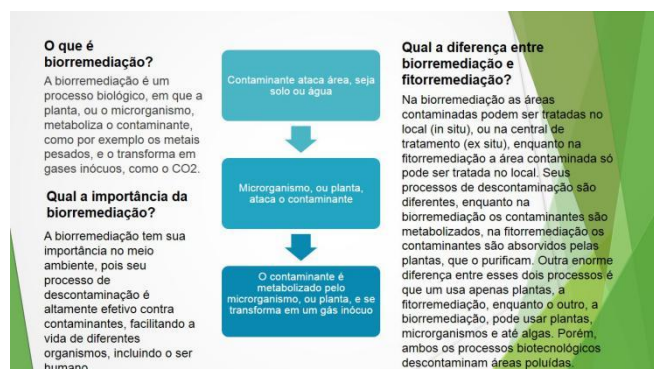 O que é
biorremediação?
A biorremediação é um
processo biológico, em que a
planta, ou o microrganismo,
metaboliza o contaminante,
como por exemplo os metais
pesados, e o transforma em
gases inócuos, como o CO2.
Qual a importância da
biorremediação?
A biorremediação tem sua
importância no meio
ambiente, pois seu
processo de
descontaminação é
altamente efetivo contra
contaminantes, facilitando a
vida de diferentes
organismos, incluindo o ser
humano
Contaminante ataca área, seja
solo ou água
Microrganismo, ou planta,
ataca o contaminante
O contaminante é
metabolizado pelo
microrganismo, ou planta, e se
transforma em um gás inócuo
Qual a diferença entre
biorremediação e
fitorremediação?
Na biorremediação as áreas
contaminadas podem ser tratadas no
local (in situ), ou na central de
tratamento (ex situ), enquanto na
fitorremediação a área contaminada só
pode ser tratada no local. Seus
processos de descontaminação são
diferentes, enquanto na
biorremediação os contaminantes são
metabolizados, na fitorremediação os
contaminantes são absorvidos pelas
plantas, que o purificam. Outra enorme
diferença entre esses dois processos é
que um usa apenas plantas, a
fitorremediação, enquanto o outro, a
biorremediação, pode usar plantas,
microrganismos e até algas. Porém,
ambos os processos biotecnológicos
descontaminam áreas poluídas.